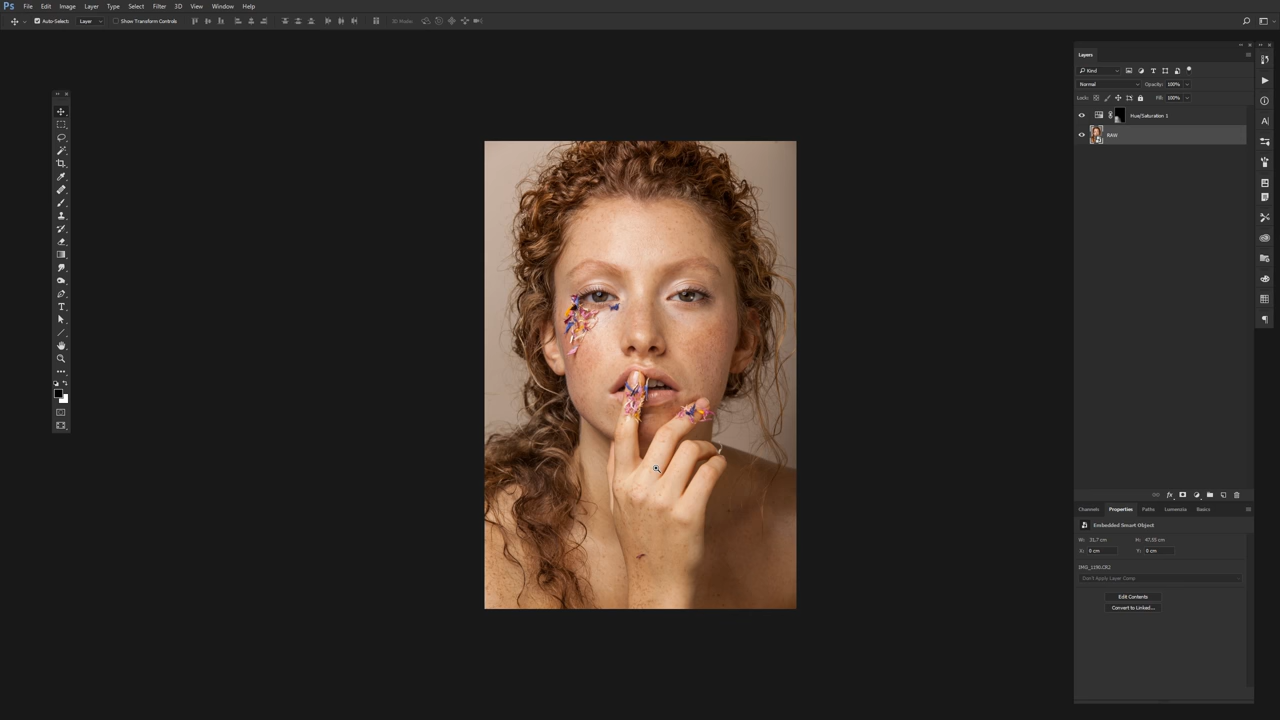 Ps File Edit Image Layer Type Select Filter 3D View Window Help
Auto-Select: Layer Show Transform Controls 3D Mode:
Layers
Kind
Normal Opacity: 100%
Lock: Fill: 100%
Hue/Saturation 1
RAW
Channels Properties Paths Lumenzia Basics
Embedded Smart Object
W: 31,7 cm H: 47,55 cm
X: 0 cm Y: 0 cm
IMG_1190.CR2
Don't Apply Layer Comp
Edit Contents
Convert to Linked...